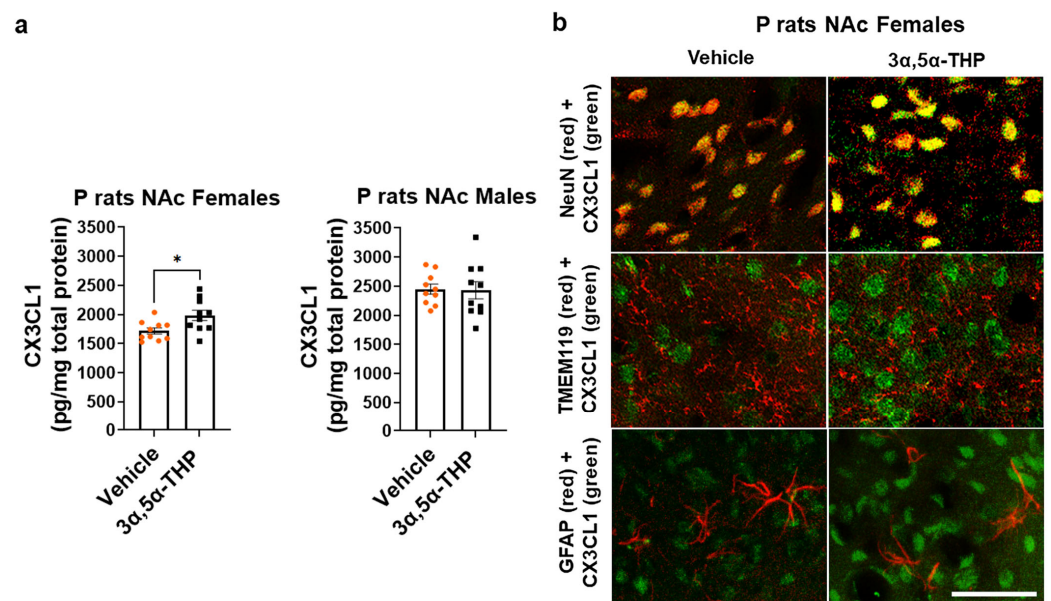 a
P rats NAc Females
CX3CL1
(pg/mg total protein)
3500
3000
2500
2000
1500
1000
500
0
*
Vehicle
3α,5α-THP
P rats NAc Males
CX3CL1
(pg/mg total protein)
3500
3000
2500
2000
1500
1000
500
0
Vehicle
3α,5α-THP
b
P rats NAc Females
Vehicle
3α,5α-THP
NeuN (red) +
CX3CL1 (green)
TMEM119 (red) +
CX3CL1 (green)
GFAP (red) +
CX3CL1 (green)